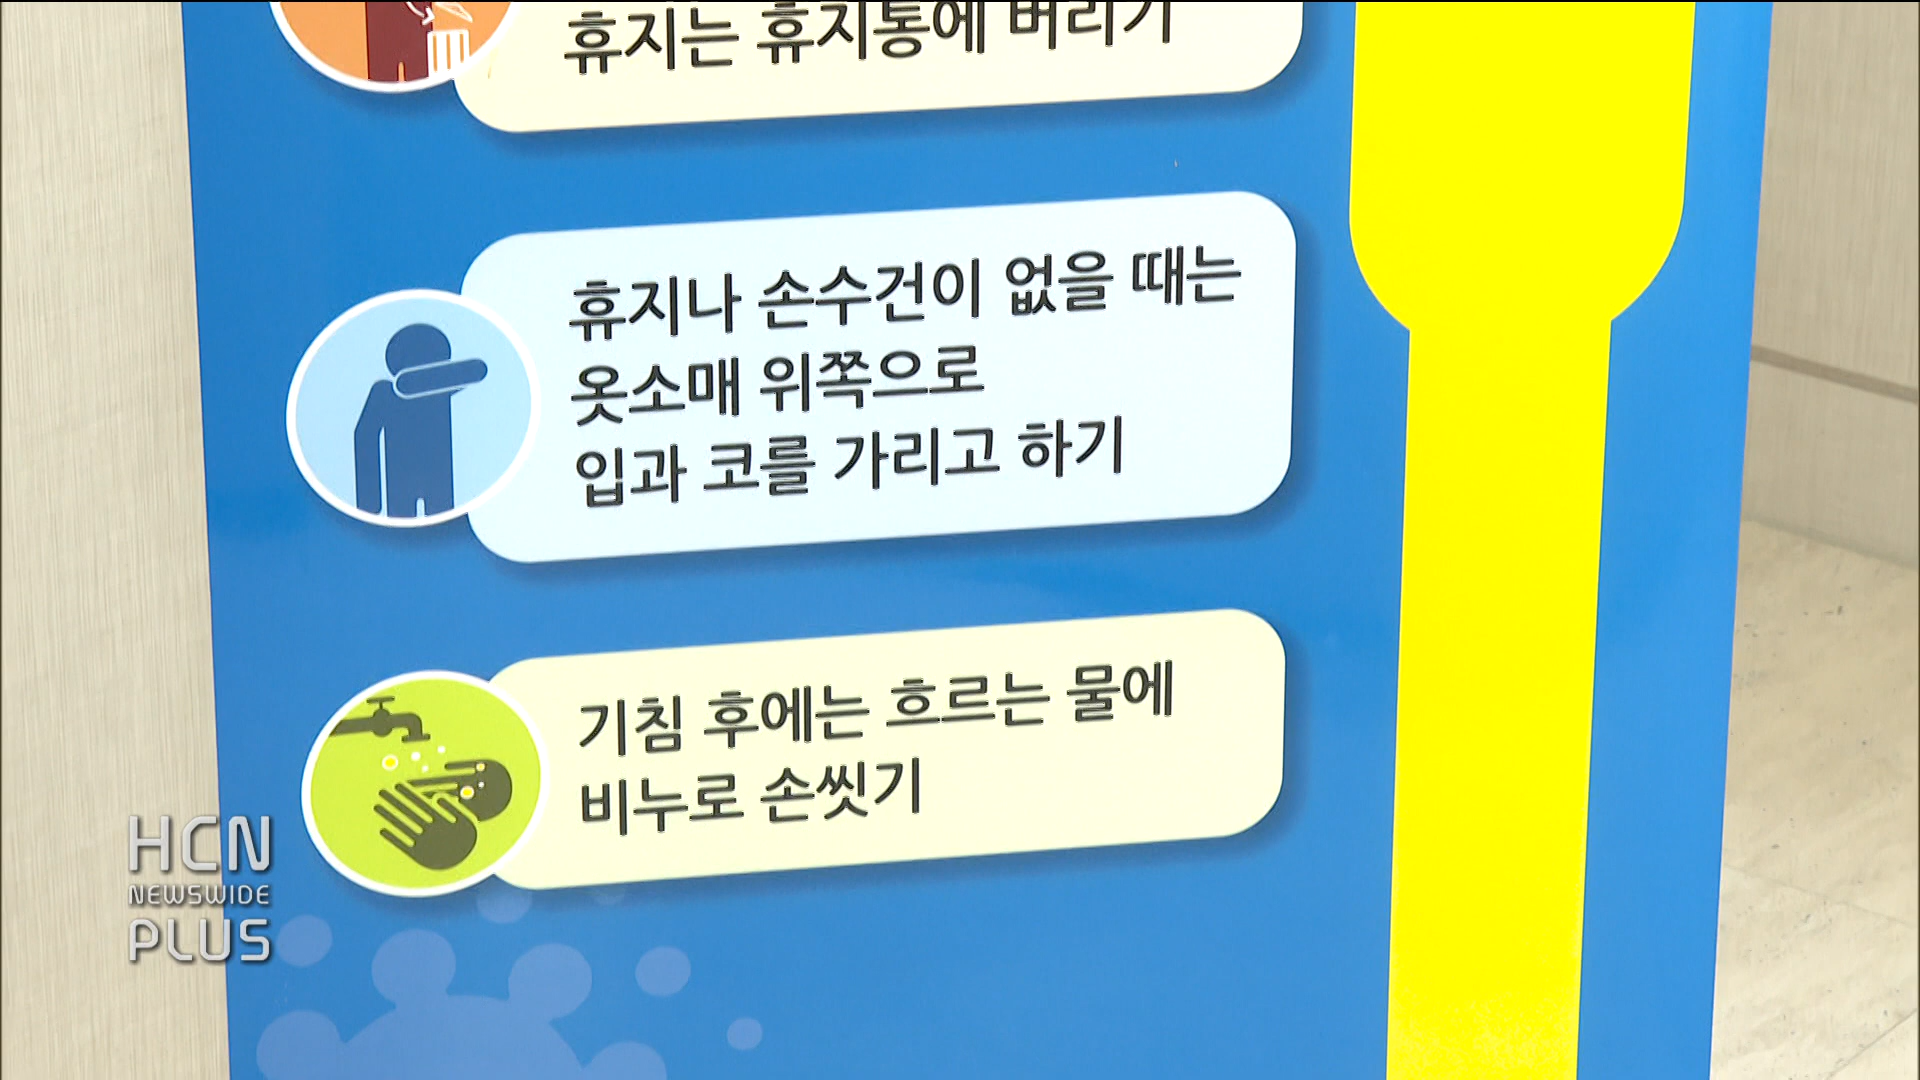 휴지는 휴지통에 버리기
휴지나 손수건이 없을 때는
옷소매 위쪽으로
입과 코를 가리고 하기
기침 후에는 흐르는 물에
비누로 손씻기
HCN
NEWSWIDE
PLUS